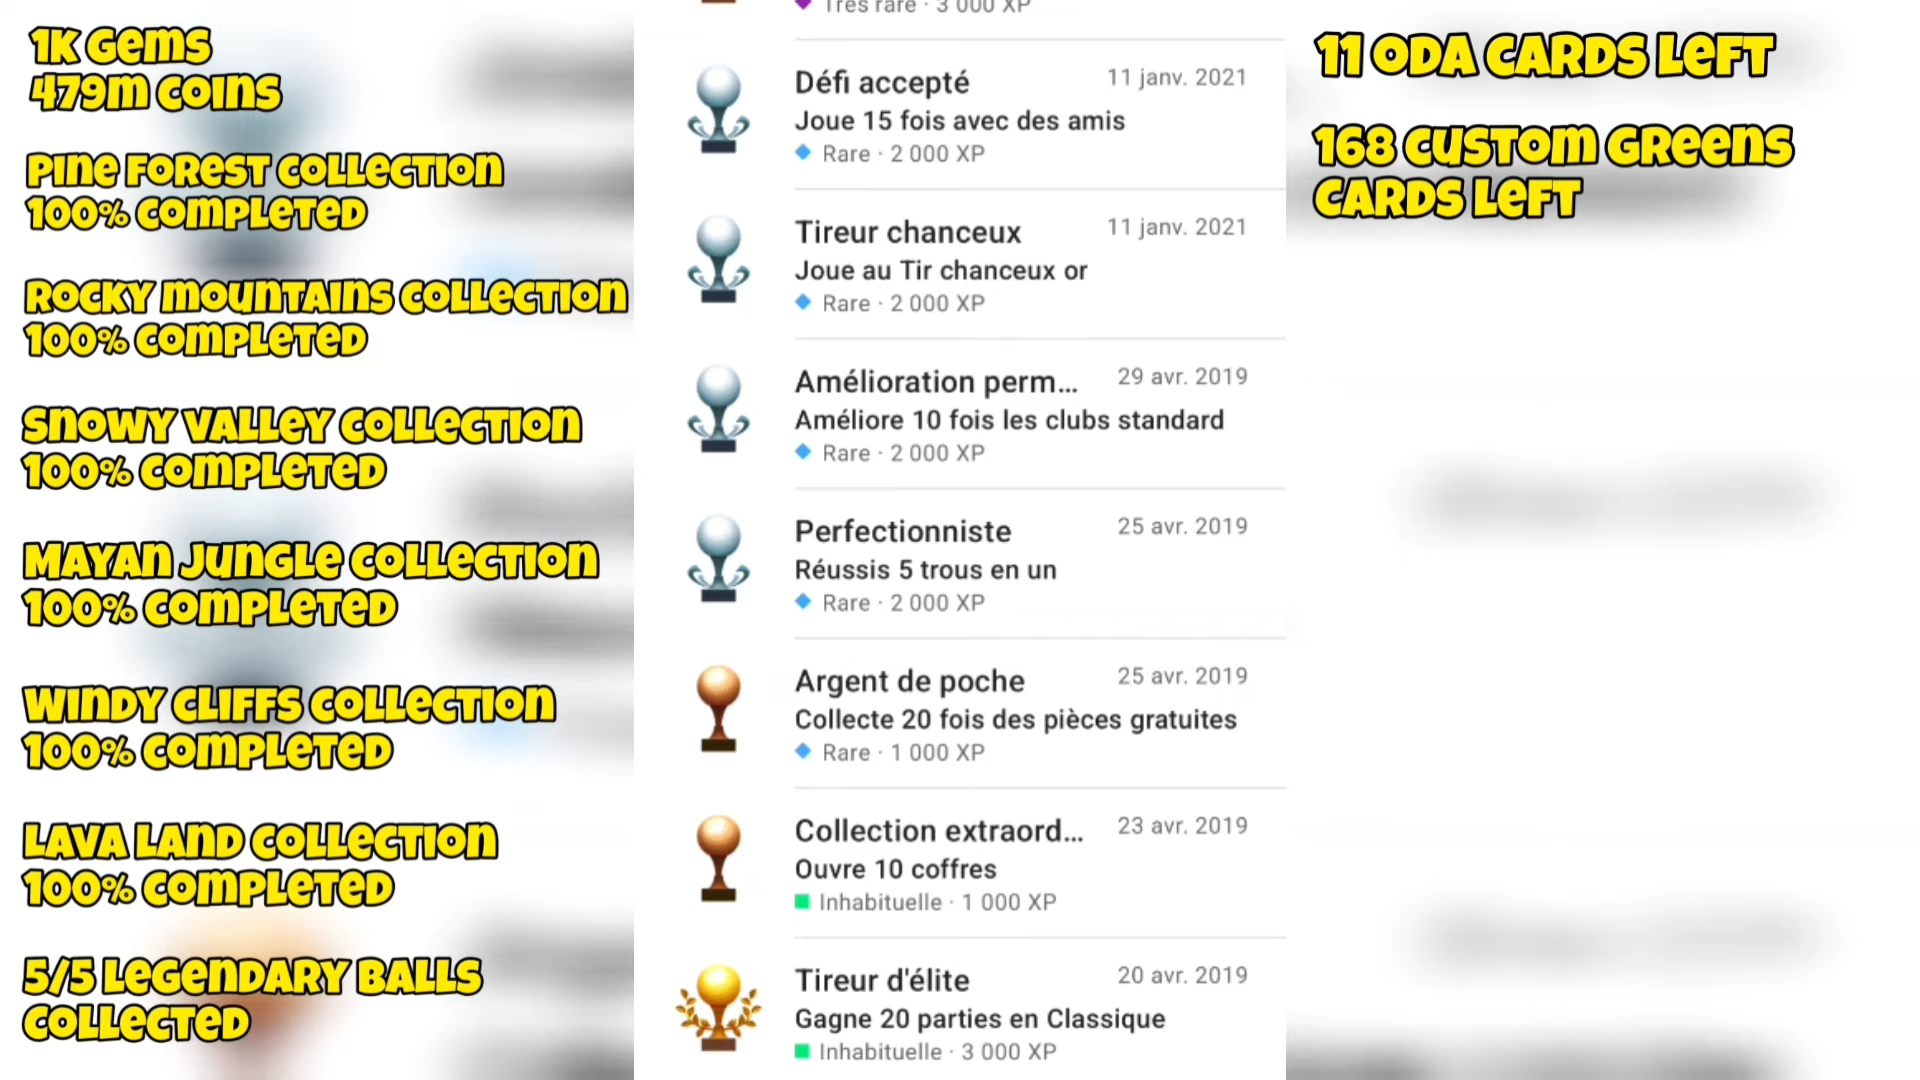 1K Gems
479m coins
Pine Forest collection
100% completed
Rocky mountains collection
100% completed
Snowy Valley collection
100% completed
Mayan Jungle collection
100% completed
Windy cliffs collection
100% completed
Lava Land collection
100% completed
5/5 Legendary Balls
collected
Très rare · 3 000 XP
Défi accepté
11 janv. 2021
Joue 15 fois avec des amis
Rare · 2 000 XP
Tireur chanceux
11 janv. 2021
Joue au Tir chanceux or
Rare · 2 000 XP
Amélioration perm...
29 avr. 2019
Améliore 10 fois les clubs standard
Rare · 2 000 XP
Perfectionniste
25 avr. 2019
Réussis 5 trous en un
Rare · 2 000 XP
Argent de poche
25 avr. 2019
Collecte 20 fois des pièces gratuites
Rare · 1 000 XP
Collection extraord...
23 avr. 2019
Ouvre 10 coffres
Inhabituelle · 1 000 XP
Tireur d'élite
20 avr. 2019
Gagne 20 parties en Classique
Inhabituelle · 3 000 XP
11 ODA cards left
168 custom greens
cards left